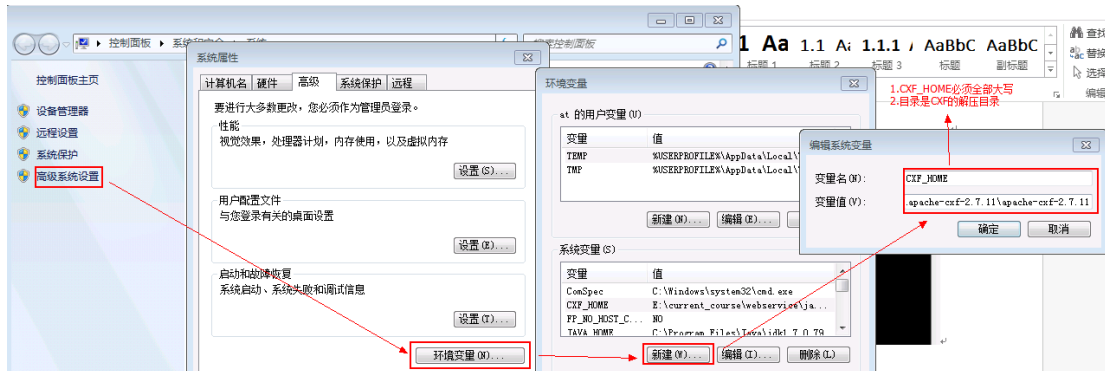 控制面板
控制面板主页
设备管理器
远程设置
系统保护
高级系统设置
系统属性
计算机名 硬件 高级 系统保护 远程
要进行大多数更改，您必须作为管理员登录。
性能
视觉效果，处理器计划，内存使用，以及虚拟内存
设置(S)...
用户配置文件
与您登录有关的桌面设置
设置(E)...
启动和故障恢复
系统启动、系统失败和调试信息
设置(T)...
环境变量(N)...
环境变量
at 的用户变量(U)
变量 值
TEMP %USERPROFILE%\AppData\Local\
TMP %USERPROFILE%\AppData\Local\
新建(N)... 编辑(E)...
系统变量(S)
变量 值
ComSpec C:\Windows\system32\cmd.exe
CXF_HOME E:\current_course\webservice\ja...
FP_NO_HOST_C... NO
JAVA_HOME C:\Program Files\Java\jdk1.7.0_79
新建(W)... 编辑(I)... 删除(L)
1 Aa 1.1 Aa 1.1.1 AaBbC AaBbC
标题 1 标题 2 标题 3 标题 副标题
查找
替换
选择
编辑
1.CXF_HOME必须全部大写
2.目录是CXF的解压目录
编辑系统变量
变量名(N): CXF_HOME
变量值(V): .apache-cxf-2.7.11\apache-cxf-2.7.11
确定 取消